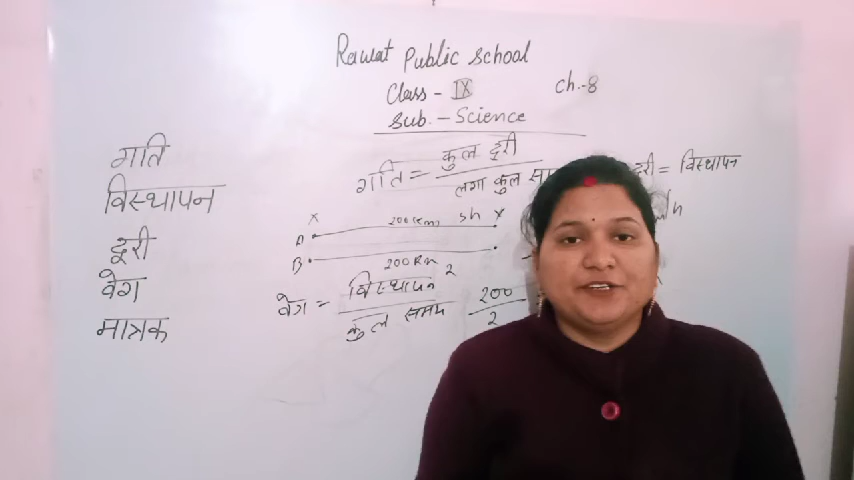 Rawat Public School
Class - IX Ch.-8
Sub. - Science
गति
विस्थापन
दूरी
वेग
मात्रक
गति = कुल दूरी
लगा कुल
दूरी = विस्थापन
X 200 km 5h X
A
B 200 km 2
वेग = विस्थापन 200
कुल समय 2